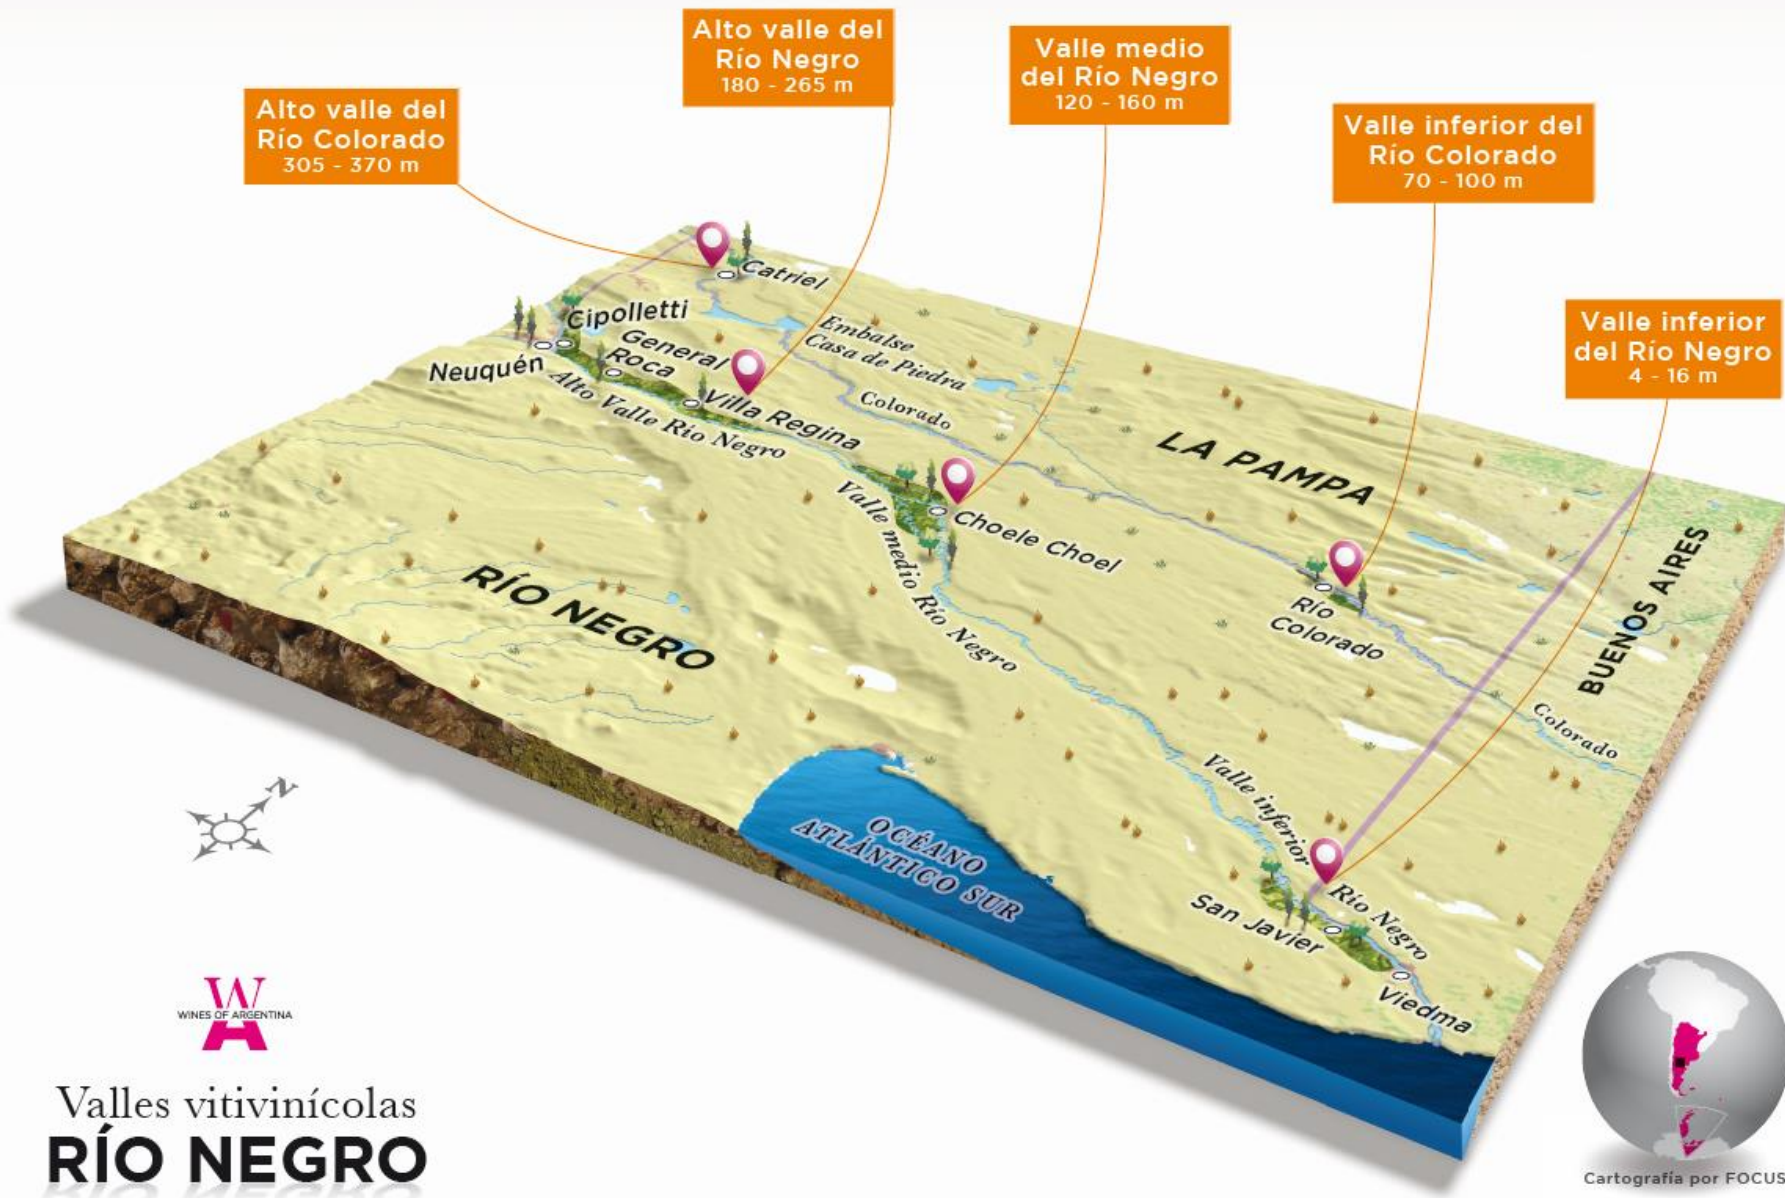 Alto valle del
Río Negro
180 - 265 m
Valle medio
del Río Negro
120 - 160 m
Alto valle del
Río Colorado
305 - 370 m
Valle inferior del
Río Colorado
70 - 100 m
Valle inferior
del Río Negro
4 - 16 m
Catriel
Cipolletti
Neuquén
General
Roca
Villa Regina
Alto Valle Río Negro
Embalse
Casa de Piedra
Colorado
LA PAMPA
Choele Choel
Valle medio Río Negro
RÍO NEGRO
Río
Colorado
BUENOS AIRES
Colorado
Valle inferior
Río Negro
San Javier
Viedma
OCÉANO
ATLÁNTICO SUR
N
WINES OF ARGENTINA
Valles vitivinícolas
RÍO NEGRO
Cartografía por FOCUS